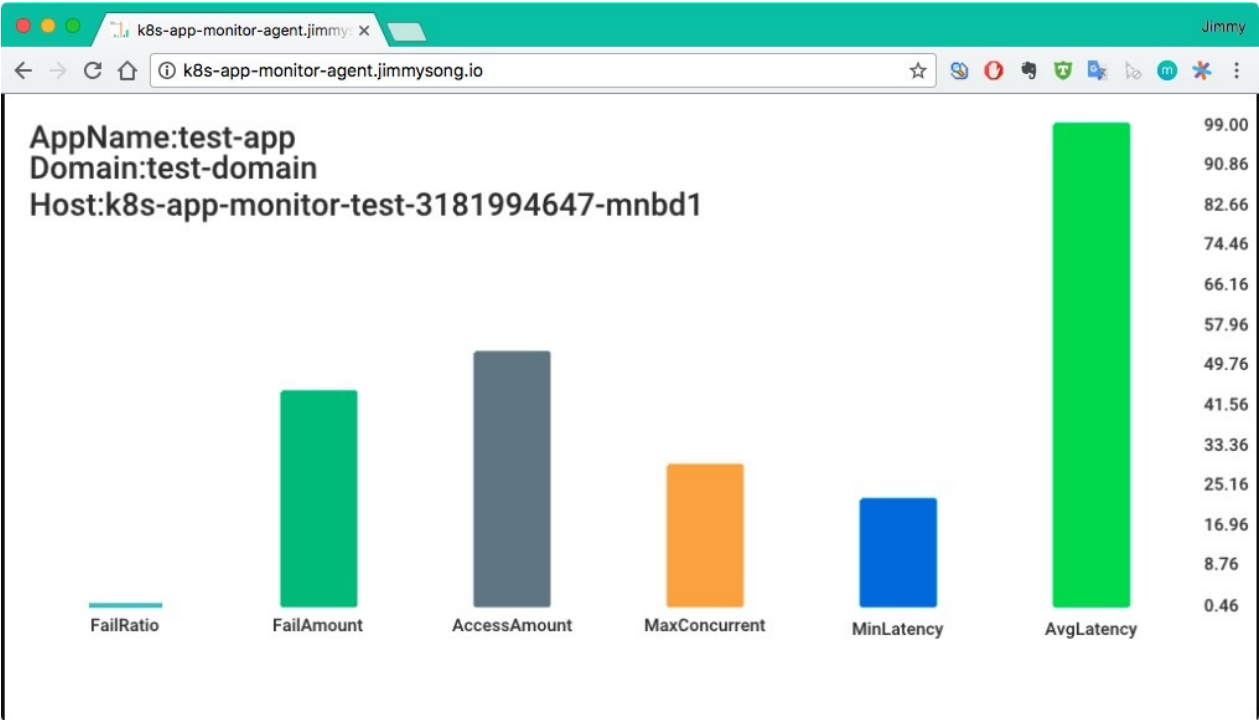 k8s-app-monitor-agent.jimmys
Jimmy
k8s-app-monitor-agent.jimmysong.io
AppName:test-app
Domain:test-domain
Host:k8s-app-monitor-test-3181994647-mnbd1
99.00
90.86
82.66
74.46
66.16
57.96
49.76
41.56
33.36
25.16
16.96
8.76
0.46
FailRatio
FailAmount
AccessAmount
MaxConcurrent
MinLatency
AvgLatency